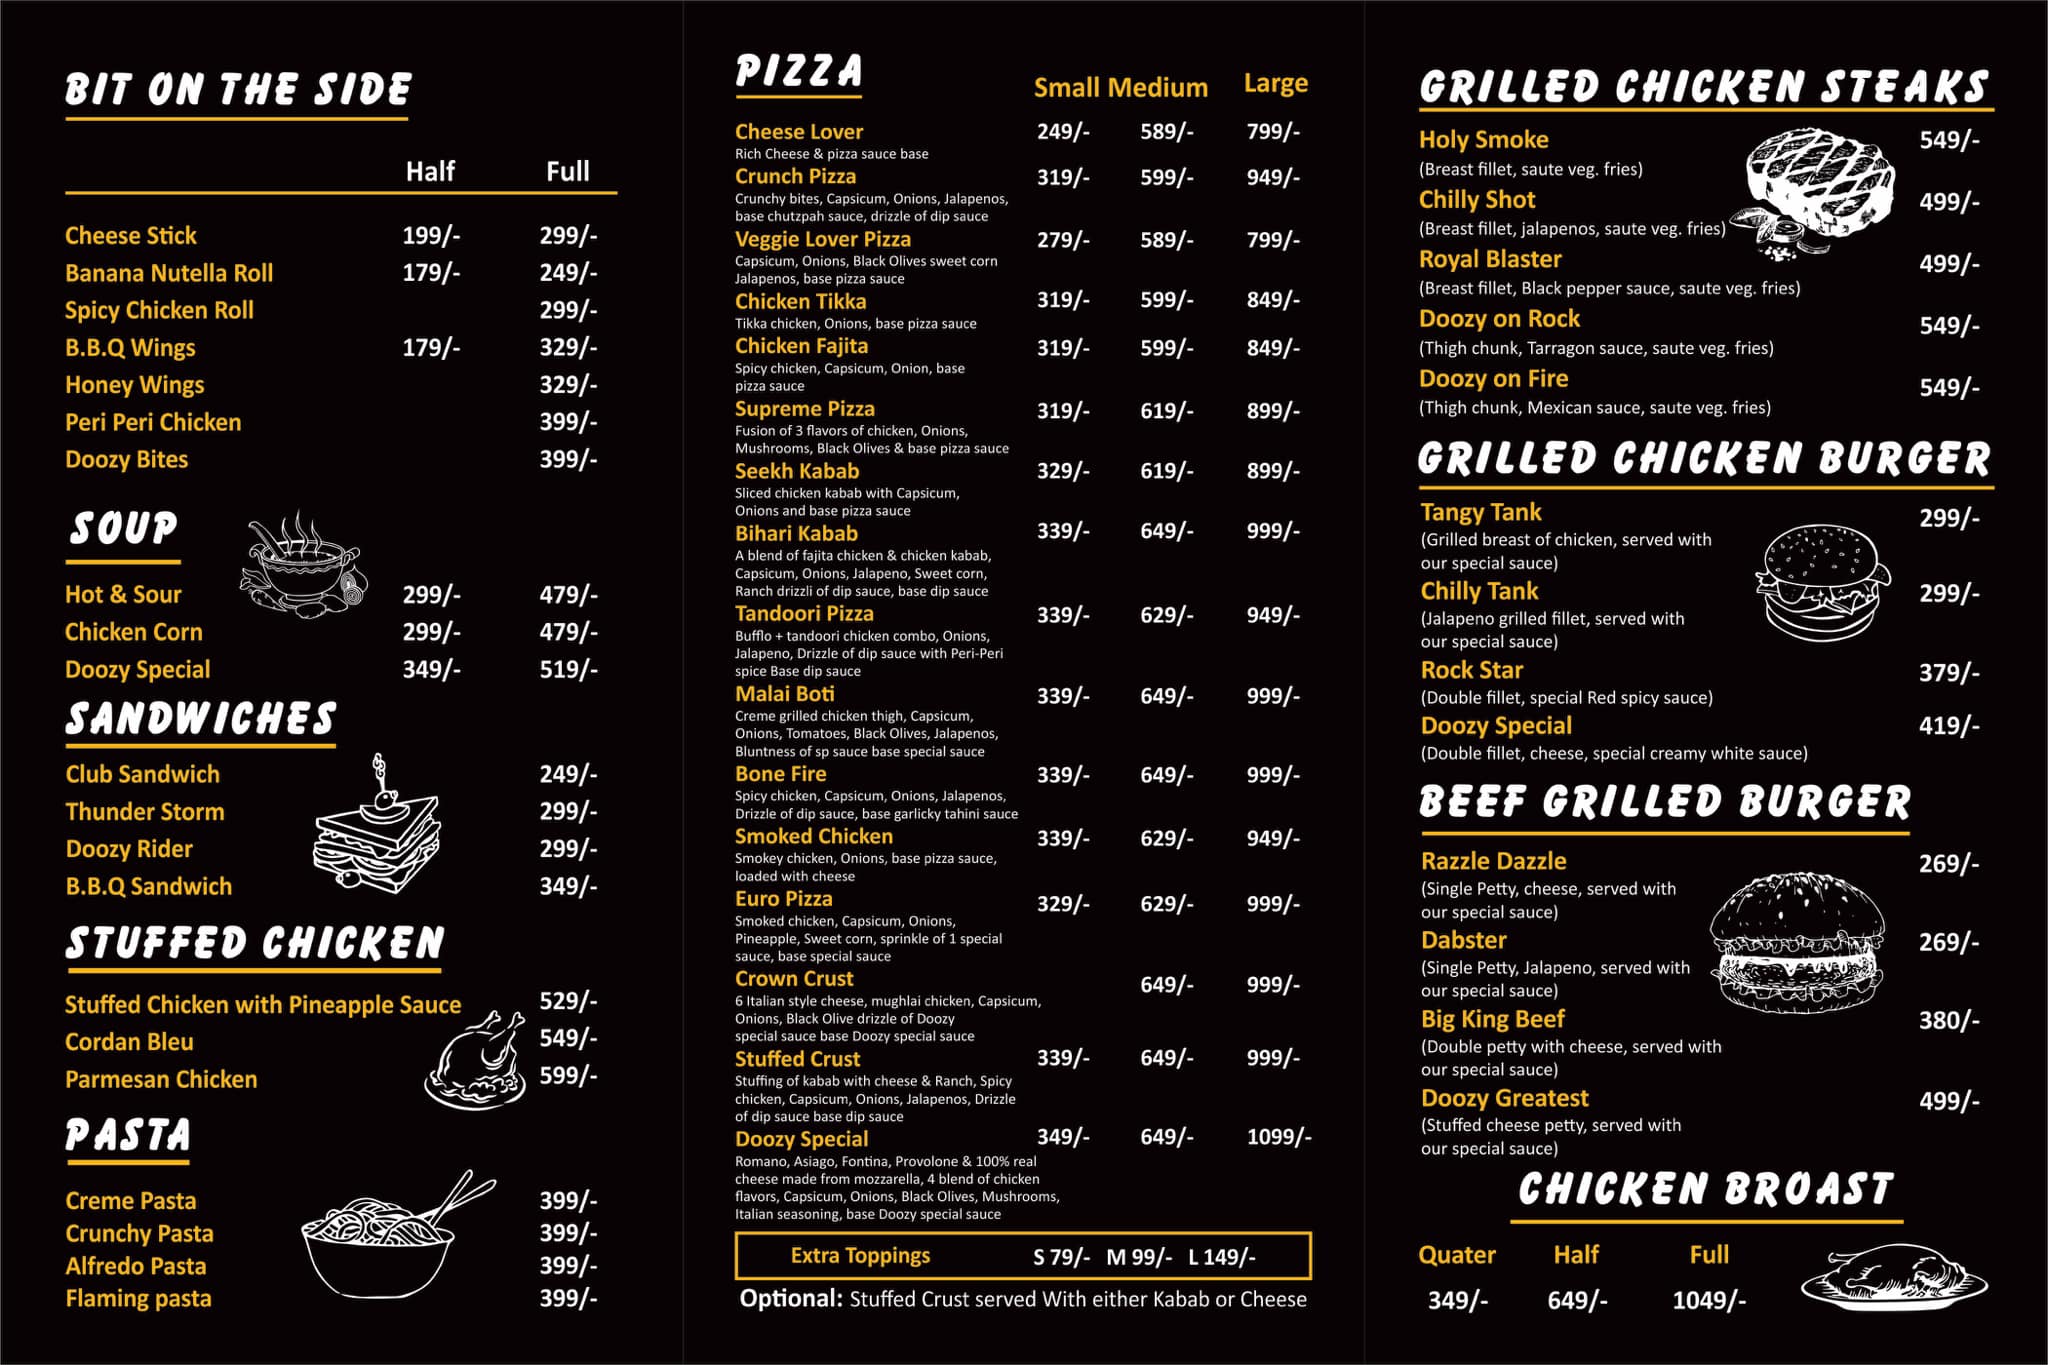 BIT ON THE SIDE
Half Full
Cheese Stick 199/- 299/-
Banana Nutella Roll 179/- 249/-
Spicy Chicken Roll 299/-
B.B.Q Wings 179/- 329/-
Honey Wings 329/-
Peri Peri Chicken 399/-
Doozy Bites 399/-
SOUP
Hot & Sour 299/- 479/-
Chicken Corn 299/- 479/-
Doozy Special 349/- 519/-
SANDWICHES
Club Sandwich 249/-
Thunder Storm 299/-
Doozy Rider 299/-
B.B.Q Sandwich 349/-
STUFFED CHICKEN
Stuffed Chicken with Pineapple Sauce 529/-
Cordan Bleu 549/-
Parmesan Chicken 599/-
PASTA
Creme Pasta 399/-
Crunchy Pasta 399/-
Alfredo Pasta 399/-
Flaming pasta 399/-
PIZZA
Small Medium Large
Cheese Lover 249/- 589/- 799/-
Rich Cheese & pizza sauce base
Crunch Pizza 319/- 599/- 949/-
Crunchy bites, Capsicum, Onions, Jalapenos,
base chutzpah sauce, drizzle of dip sauce
Veggie Lover Pizza 279/- 589/- 799/-
Capsicum, Onions, Black Olives sweet corn
Jalapenos, base pizza sauce
Chicken Tikka 319/- 599/- 849/-
Tikka chicken, Onions, base pizza sauce
Chicken Fajita 319/- 599/- 849/-
Spicy chicken, Capsicum, Onion, base
pizza sauce
Supreme Pizza 319/- 619/- 899/-
Fusion of 3 flavors of chicken, Onions,
Mushrooms, Black Olives & base pizza sauce
Seekh Kabab 329/- 619/- 899/-
Sliced chicken kabab with Capsicum,
Onions and base pizza sauce
Bihari Kabab 339/- 649/- 999/-
A blend of fajita chicken & chicken kabab,
Capsicum, Onions, Jalapeno, Sweet corn,
Ranch drizzli of dip sauce, base dip sauce
Tandoori Pizza 339/- 629/- 949/-
Bufflo + tandoori chicken combo, Onions,
Jalapeno, Drizzle of dip sauce with Peri-Peri
spice Base dip sauce
Malai Boti 339/- 649/- 999/-
Creme grilled chicken thigh, Capsicum,
Onions, Tomatoes, Black Olives, Jalapenos,
Bluntness of sp sauce base special sauce
Bone Fire 339/- 649/- 999/-
Spicy chicken, Capsicum, Onions, Jalapenos,
Drizzle of dip sauce, base garlicky tahini sauce
Smoked Chicken 339/- 629/- 949/-
Smokey chicken, Onions, base pizza sauce,
loaded with cheese
Euro Pizza 329/- 629/- 999/-
Smoked chicken, Capsicum, Onions,
Pineapple, Sweet corn, sprinkle of 1 special
sauce, base special sauce
Crown Crust 649/- 999/-
6 Italian style cheese, mughlai chicken, Capsicum,
Onions, Black Olive drizzle of Doozy
special sauce base Doozy special sauce
Stuffed Crust 339/- 649/- 999/-
Stuffing of kabab with cheese & Ranch, Spicy
chicken, Capsicum, Onions, Jalapenos, Drizzle
of dip sauce base dip sauce
Doozy Special 349/- 649/- 1099/-
Romano, Asiago, Fontina, Provolone & 100% real
cheese made from mozzarella, 4 blend of chicken
flavors, Capsicum, Onions, Black Olives, Mushrooms,
Italian seasoning, base Doozy special sauce
Extra Toppings S 79/- M 99/- L 149/-
Optional: Stuffed Crust served With either Kabab or Cheese
GRILLED CHICKEN STEAKS
Holy Smoke 549/-
(Breast fillet, saute veg. fries)
Chilly Shot 499/-
(Breast fillet, jalapenos, saute veg. fries)
Royal Blaster 499/-
(Breast fillet, Black pepper sauce, saute veg. fries)
Doozy on Rock 549/-
(Thigh chunk, Tarragon sauce, saute veg. fries)
Doozy on Fire 549/-
(Thigh chunk, Mexican sauce, saute veg. fries)
GRILLED CHICKEN BURGER
Tangy Tank 299/-
(Grilled breast of chicken, served with
our special sauce)
Chilly Tank 299/-
(Jalapeno grilled fillet, served with
our special sauce)
Rock Star 379/-
(Double fillet, special Red spicy sauce)
Doozy Special 419/-
(Double fillet, cheese, special creamy white sauce)
BEEF GRILLED BURGER
Razzle Dazzle 269/-
(Single Petty, cheese, served with
our special sauce)
Dabster 269/-
(Single Petty, Jalapeno, served with
our special sauce)
Big King Beef 380/-
(Double petty with cheese, served with
our special sauce)
Doozy Greatest 499/-
(Stuffed cheese petty, served with
our special sauce)
CHICKEN BROAST
Quater Half Full
349/- 649/- 1049/-